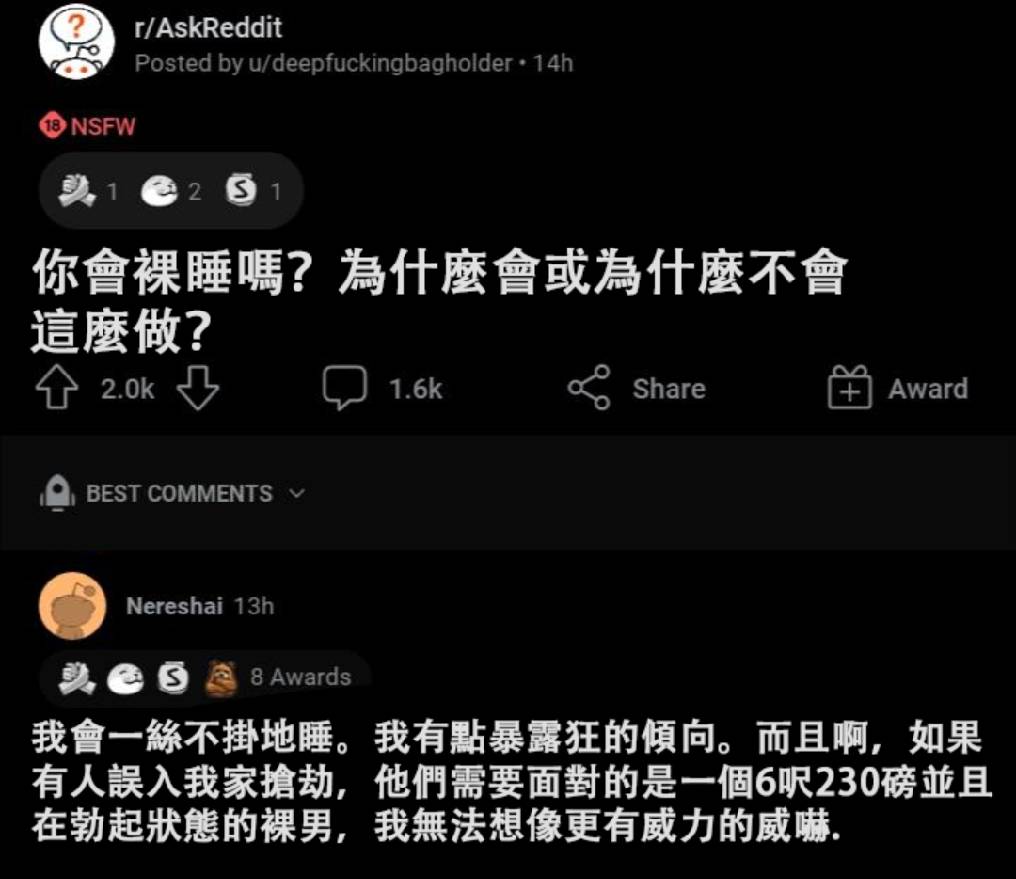 r/AskReddit
Posted by u/deepfuckingbagholder • 14h
18 NSFW
1 2 S 1
你會裸睡嗎？為什麼會或為什麼不會
這麼做？
2.0k 1.6k Share Award
BEST COMMENTS
Nereshai 13h
S 8 Awards
我會一絲不掛地睡。我有點暴露狂的傾向。而且啊，如果
有人誤入我家搶劫，他們需要面對的是一個6呎230磅並且
在勃起狀態的裸男，我無法想像更有威力的威嚇.